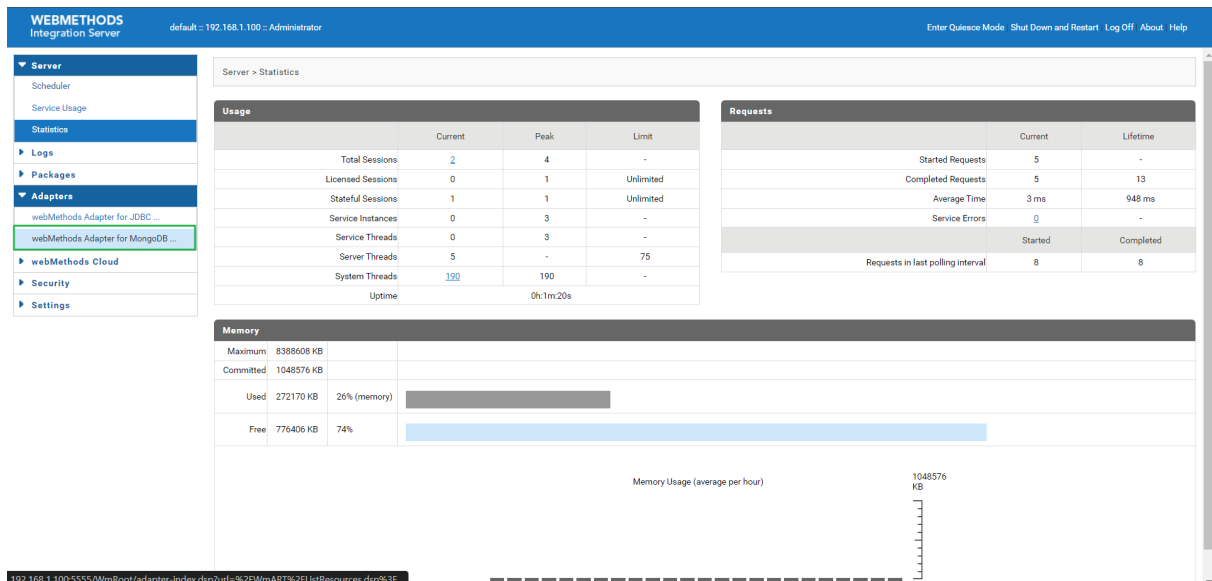 WEBMETHODS
Integration Server
default :: 192.168.1.100 :: Administrator
Enter Quiesce Mode Shut Down and Restart Log Off About Help
Server
Scheduler
Service Usage
Statistics
Logs
Packages
Adapters
webMethods Adapter for JDBC ...
webMethods Adapter for MongoDB ...
webMethods Cloud
Security
Settings
Server > Statistics
Usage
Current Peak Limit
Total Sessions 2 4 -
Licensed Sessions 0 1 Unlimited
Stateful Sessions 1 1 Unlimited
Service Instances 0 3 -
Service Threads 0 3 -
Server Threads 5 - 75
System Threads 190 190 -
Uptime 0h:1m:20s
Requests
Current Lifetime
Started Requests 5 -
Completed Requests 5 13
Average Time 3 ms 948 ms
Service Errors 0 -
Started Completed
Requests in last polling interval 8 8
Memory
Maximum 8388608 KB
Committed 1048576 KB
Used 272170 KB 26% (memory)
Free 776406 KB 74%
Memory Usage (average per hour)
1048576
KB
192.168.1.100:5555/WmRoot/adapter-index.dsp?url=%2FWmART%2FListResources.dsp%3F...